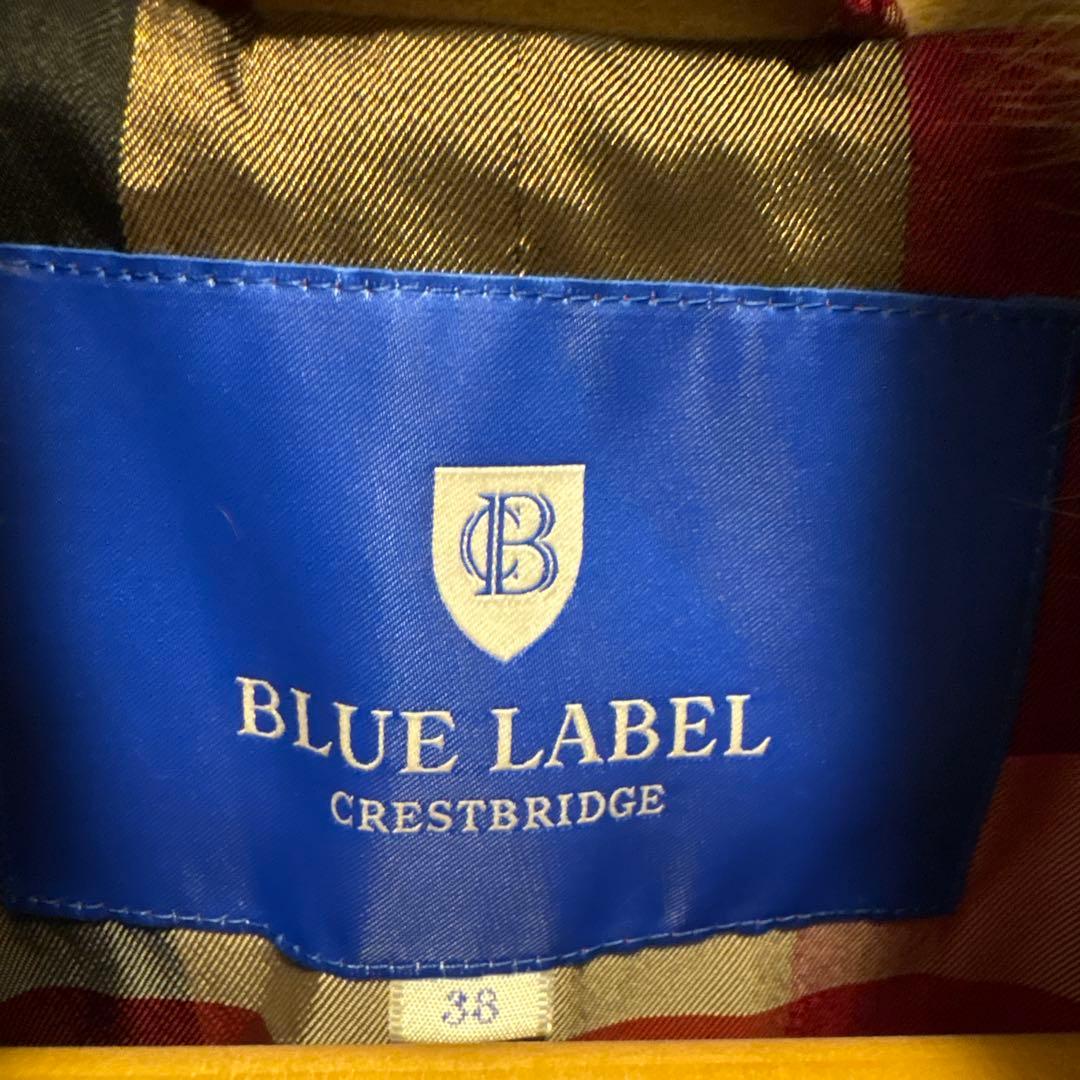 CB
BLUE LABEL
CRESTBRIDGE
38